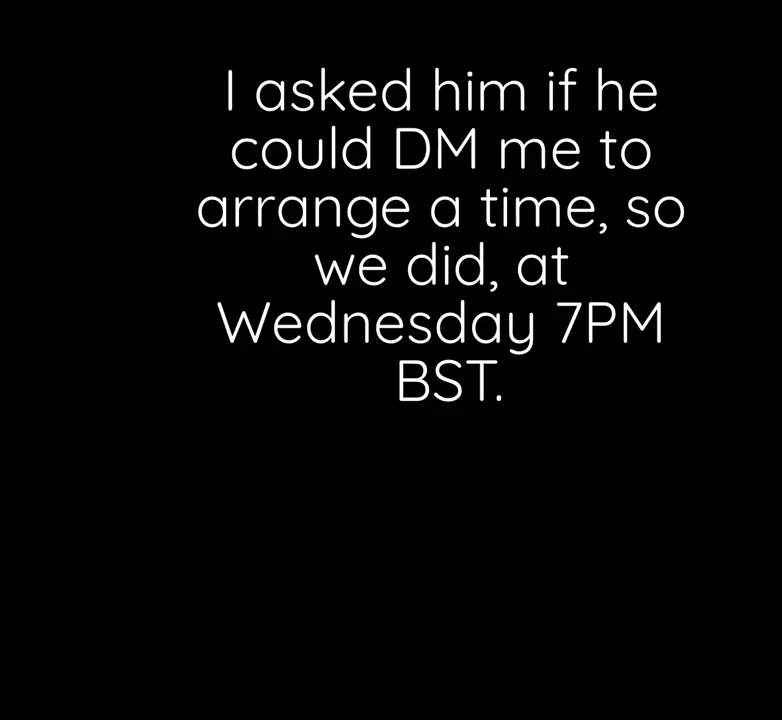 I asked him if he
could DM me to
arrange a time, so
we did, at
Wednesday 7PM
BST.